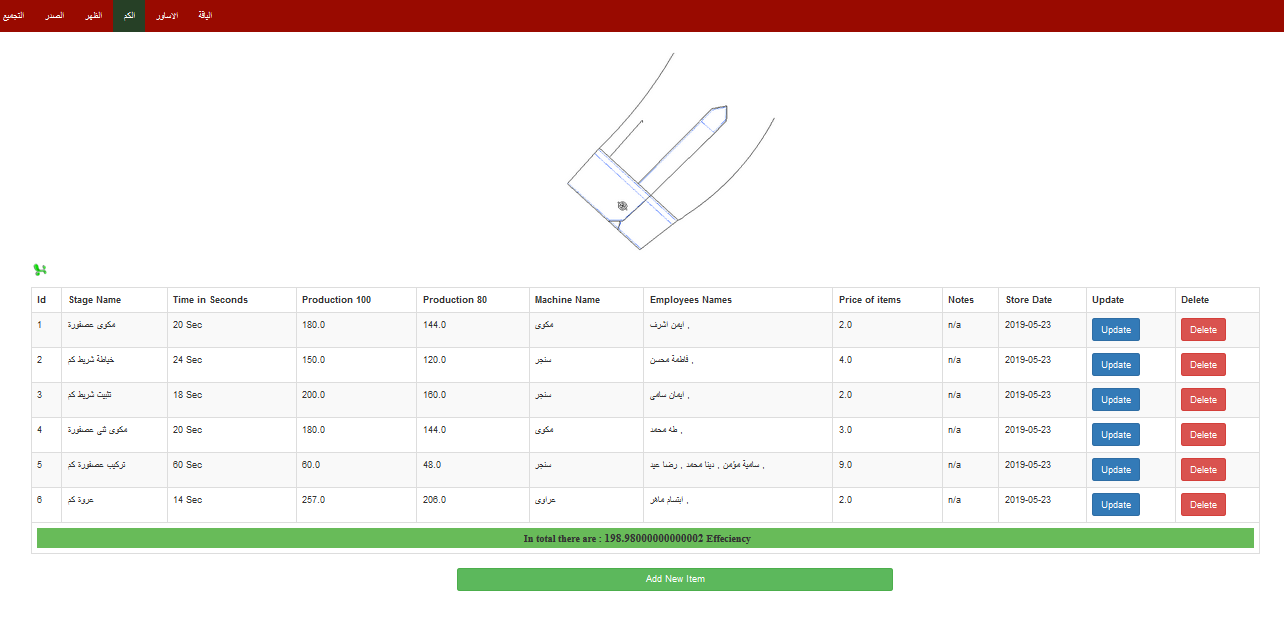 الياقة الاساور الكم الظهر الصدر التجميع
Id Stage Name Time in Seconds Production 100 Production 80 Machine Name Employees Names Price of items Notes Store Date Update Delete
1 مكوى عصفورة 20 Sec 180.0 144.0 مكوى ايمن اشرف , 2.0 n/a 2019-05-23 Update Delete
2 خياطة شريط كم 24 Sec 150.0 120.0 سنجر فاطمة محسن , 4.0 n/a 2019-05-23 Update Delete
3 تثبيت شريط كم 18 Sec 200.0 160.0 سنجر ايمان سامى , 2.0 n/a 2019-05-23 Update Delete
4 مكوى ثنى عصفورة 20 Sec 180.0 144.0 مكوى طه محمد , 3.0 n/a 2019-05-23 Update Delete
5 تركيب عصفورة كم 60 Sec 60.0 48.0 سنجر سامية مؤمن , دينا محمد , رضا عيد , 9.0 n/a 2019-05-23 Update Delete
6 عروة كم 14 Sec 257.0 206.0 عراوى ابتسام ماهر , 2.0 n/a 2019-05-23 Update Delete
In total there are : 198.98000000000002 Effeciency
Add New Item